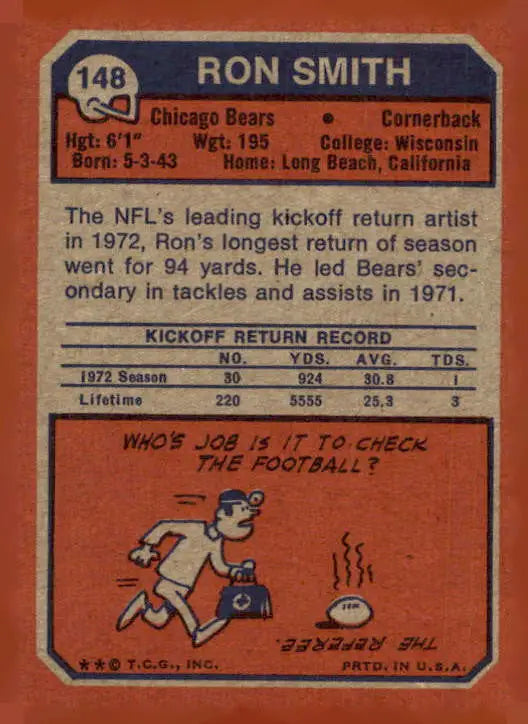 148
RON SMITH
Chicago Bears • Cornerback
Hgt: 6'1" Wgt: 195 College: Wisconsin
Born: 5-3-43 Home: Long Beach, California
The NFL's leading kickoff return artist
in 1972, Ron's longest return of season
went for 94 yards. He led Bears' sec-
ondary in tackles and assists in 1971.
KICKOFF RETURN RECORD
NO. YDS. AVG. TDS.
1972 Season 30 924 30.8 1
Lifetime 220 5555 25.3 3
WHO'S JOB IS IT TO CHECK
THE FOOTBALL?
THE REFEREE.
**© T.C.G., INC. PRTD. IN U.S.A.